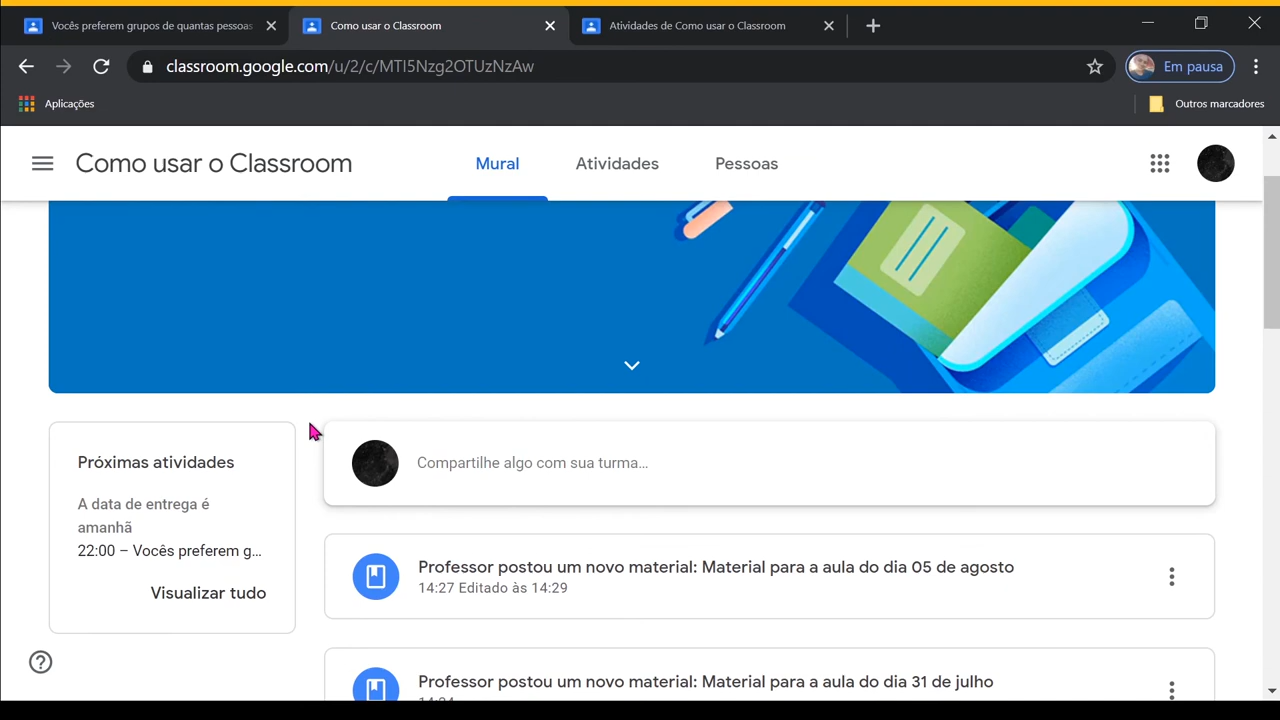 Vocês preferem grupos de quantas pessoas
Como usar o Classroom
Atividades de Como usar o Classroom
classroom.google.com/u/2/c/MTI5Nzg2OTUzNzAw
Em pausa
Aplicações
Outros marcadores
Como usar o Classroom
Mural
Atividades
Pessoas
Próximas atividades
A data de entrega é
amanhã
22:00 – Vocês preferem g...
Visualizar tudo
Compartilhe algo com sua turma...
Professor postou um novo material: Material para a aula do dia 05 de agosto
14:27 Editado às 14:29
Professor postou um novo material: Material para a aula do dia 31 de julho